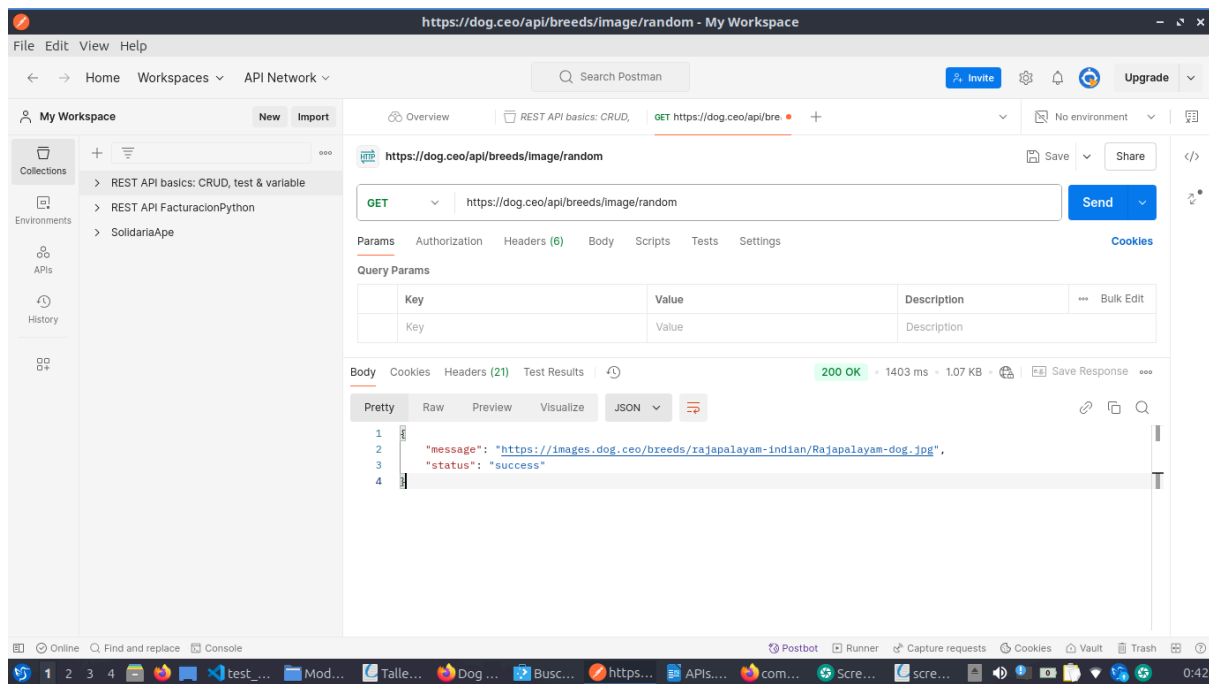 https://dog.ceo/api/breeds/image/random - My Workspace
File Edit View Help
Home Workspaces API Network Search Postman Invite Upgrade
My Workspace New Import Overview REST API basics: CRUD, GET https://dog.ceo/api/bre. No environment
Collections
Environments
APIs
History
REST API basics: CRUD, test & variable
REST API FacturacionPython
SolidariaApe
HTTP https://dog.ceo/api/breeds/image/random Save Share
GET https://dog.ceo/api/breeds/image/random Send
Params Authorization Headers (6) Body Scripts Tests Settings Cookies
Query Params
Key Value Description Bulk Edit
Key Value Description
Body Cookies Headers (21) Test Results 200 OK 1403 ms 1.07 KB e.g. Save Response
Pretty Raw Preview Visualize JSON
1 {
2 "message": "https://images.dog.ceo/breeds/rajapalayam-indian/Rajapalayam-dog.jpg",
3 "status": "success"
4 }
Online Find and replace Console Postbot Runner Capture requests Cookies Vault Trash
1 2 3 4 test_... Mod... Talle... Dog ... Busc... https... APIs.... com... Scre... scre... 0:42